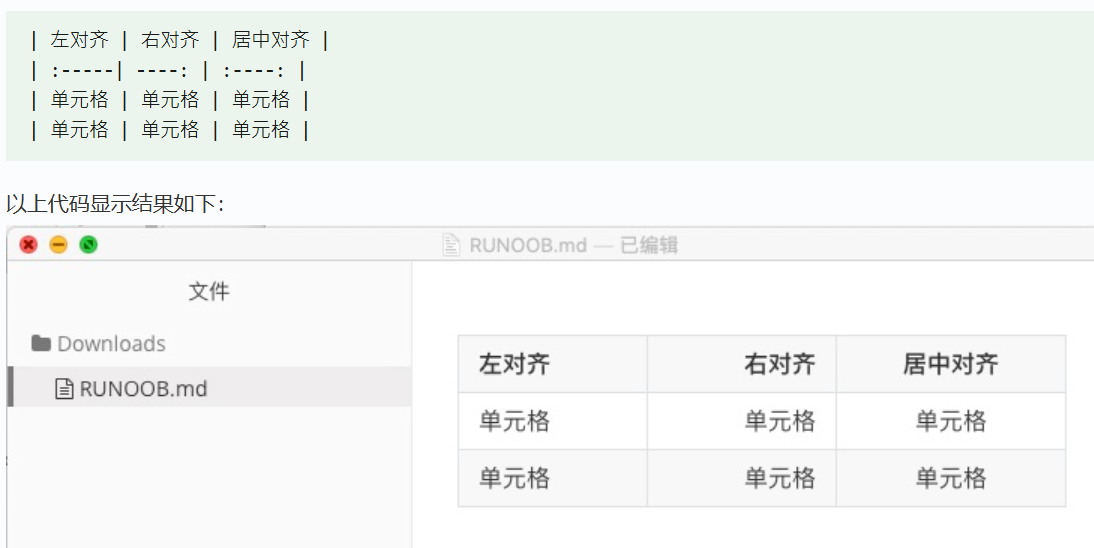 | 左对齐 | 右对齐 | 居中对齐 |
| :-----| ----: | :----: |
| 单元格 | 单元格 | 单元格 |
| 单元格 | 单元格 | 单元格 |
以上代码显示结果如下：
RUNOOB.md — 已编辑
文件
Downloads
RUNOOB.md
左对齐 右对齐 居中对齐
单元格 单元格 单元格
单元格 单元格 单元格